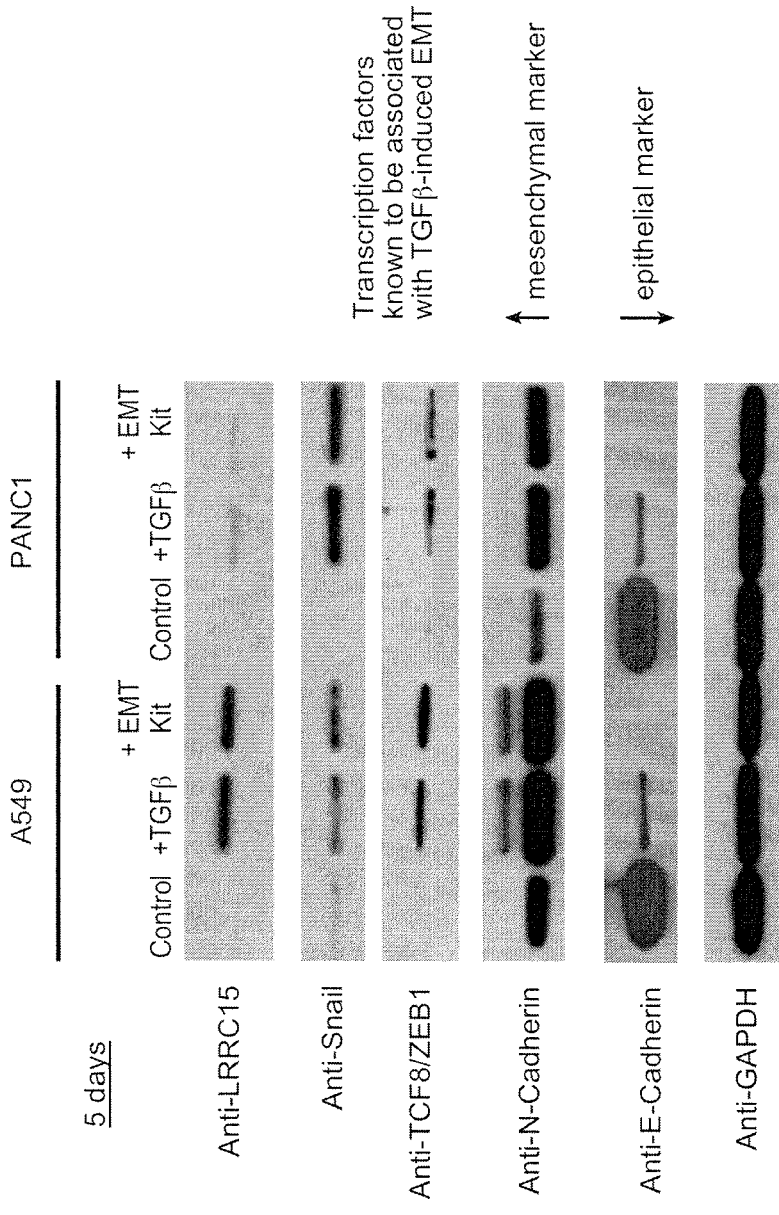 A549
PANC1
5 days
Control +TGFβ + EMT Kit
Control +TGFβ + EMT Kit
Anti-LRRC15
Anti-Snail
Anti-TCF8/ZEB1
Transcription factors
known to be associated
with TGFβ-induced EMT
Anti-N-Cadherin
mesenchymal marker
Anti-E-Cadherin
epithelial marker
Anti-GAPDH